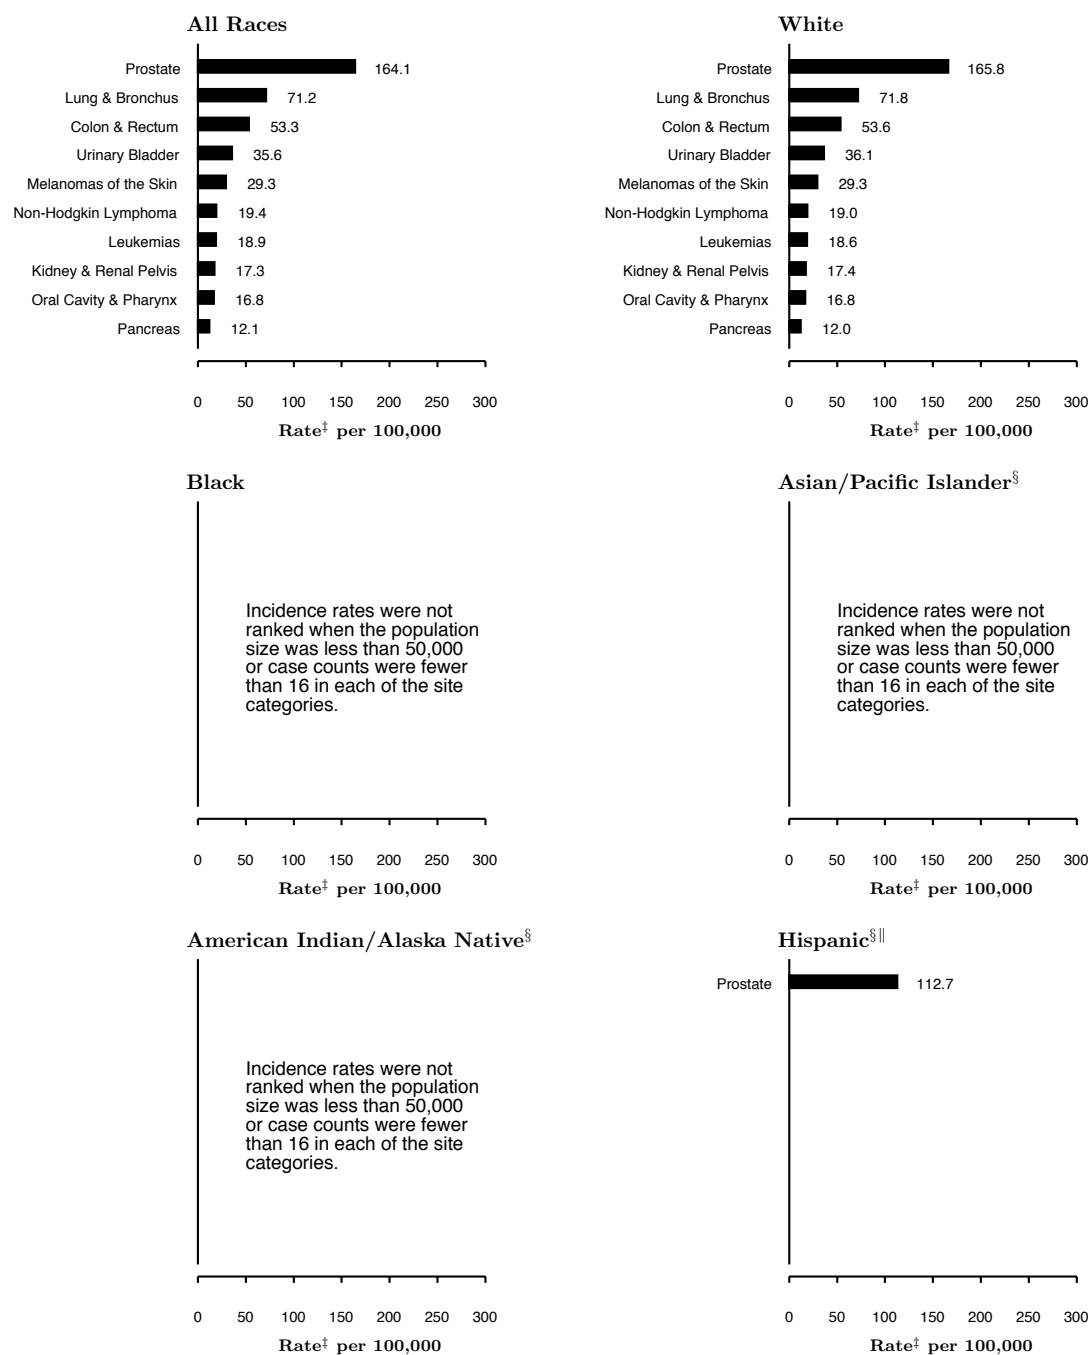 All Races
Prostate 164.1
Lung & Bronchus 71.2
Colon & Rectum 53.3
Urinary Bladder 35.6
Melanomas of the Skin 29.3
Non-Hodgkin Lymphoma 19.4
Leukemias 18.9
Kidney & Renal Pelvis 17.3
Oral Cavity & Pharynx 16.8
Pancreas 12.1
0 50 100 150 200 250 300
Rate‡ per 100,000
White
Prostate 165.8
Lung & Bronchus 71.8
Colon & Rectum 53.6
Urinary Bladder 36.1
Melanomas of the Skin 29.3
Non-Hodgkin Lymphoma 19.0
Leukemias 18.6
Kidney & Renal Pelvis 17.4
Oral Cavity & Pharynx 16.8
Pancreas 12.0
0 50 100 150 200 250 300
Rate‡ per 100,000
Black
Incidence rates were not
ranked when the population
size was less than 50,000
or case counts were fewer
than 16 in each of the site
categories.
0 50 100 150 200 250 300
Rate‡ per 100,000
Asian/Pacific Islander§
Incidence rates were not
ranked when the population
size was less than 50,000
or case counts were fewer
than 16 in each of the site
categories.
0 50 100 150 200 250 300
Rate‡ per 100,000
American Indian/Alaska Native§
Incidence rates were not
ranked when the population
size was less than 50,000
or case counts were fewer
than 16 in each of the site
categories.
0 50 100 150 200 250 300
Rate‡ per 100,000
Hispanic§‖
Prostate 112.7
0 50 100 150 200 250 300
Rate‡ per 100,000